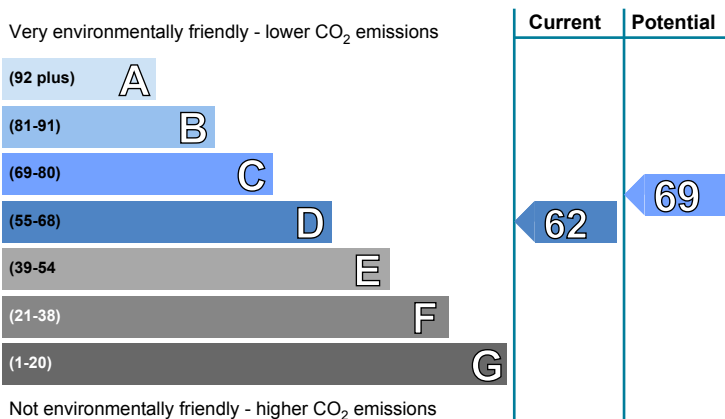 Current Potential
Very environmentally friendly - lower CO2 emissions
(92 plus) A
(81-91) B
(69-80) C
69
(55-68) D
62
(39-54 E
(21-38) F
(1-20) G
Not environmentally friendly - higher CO2 emissions